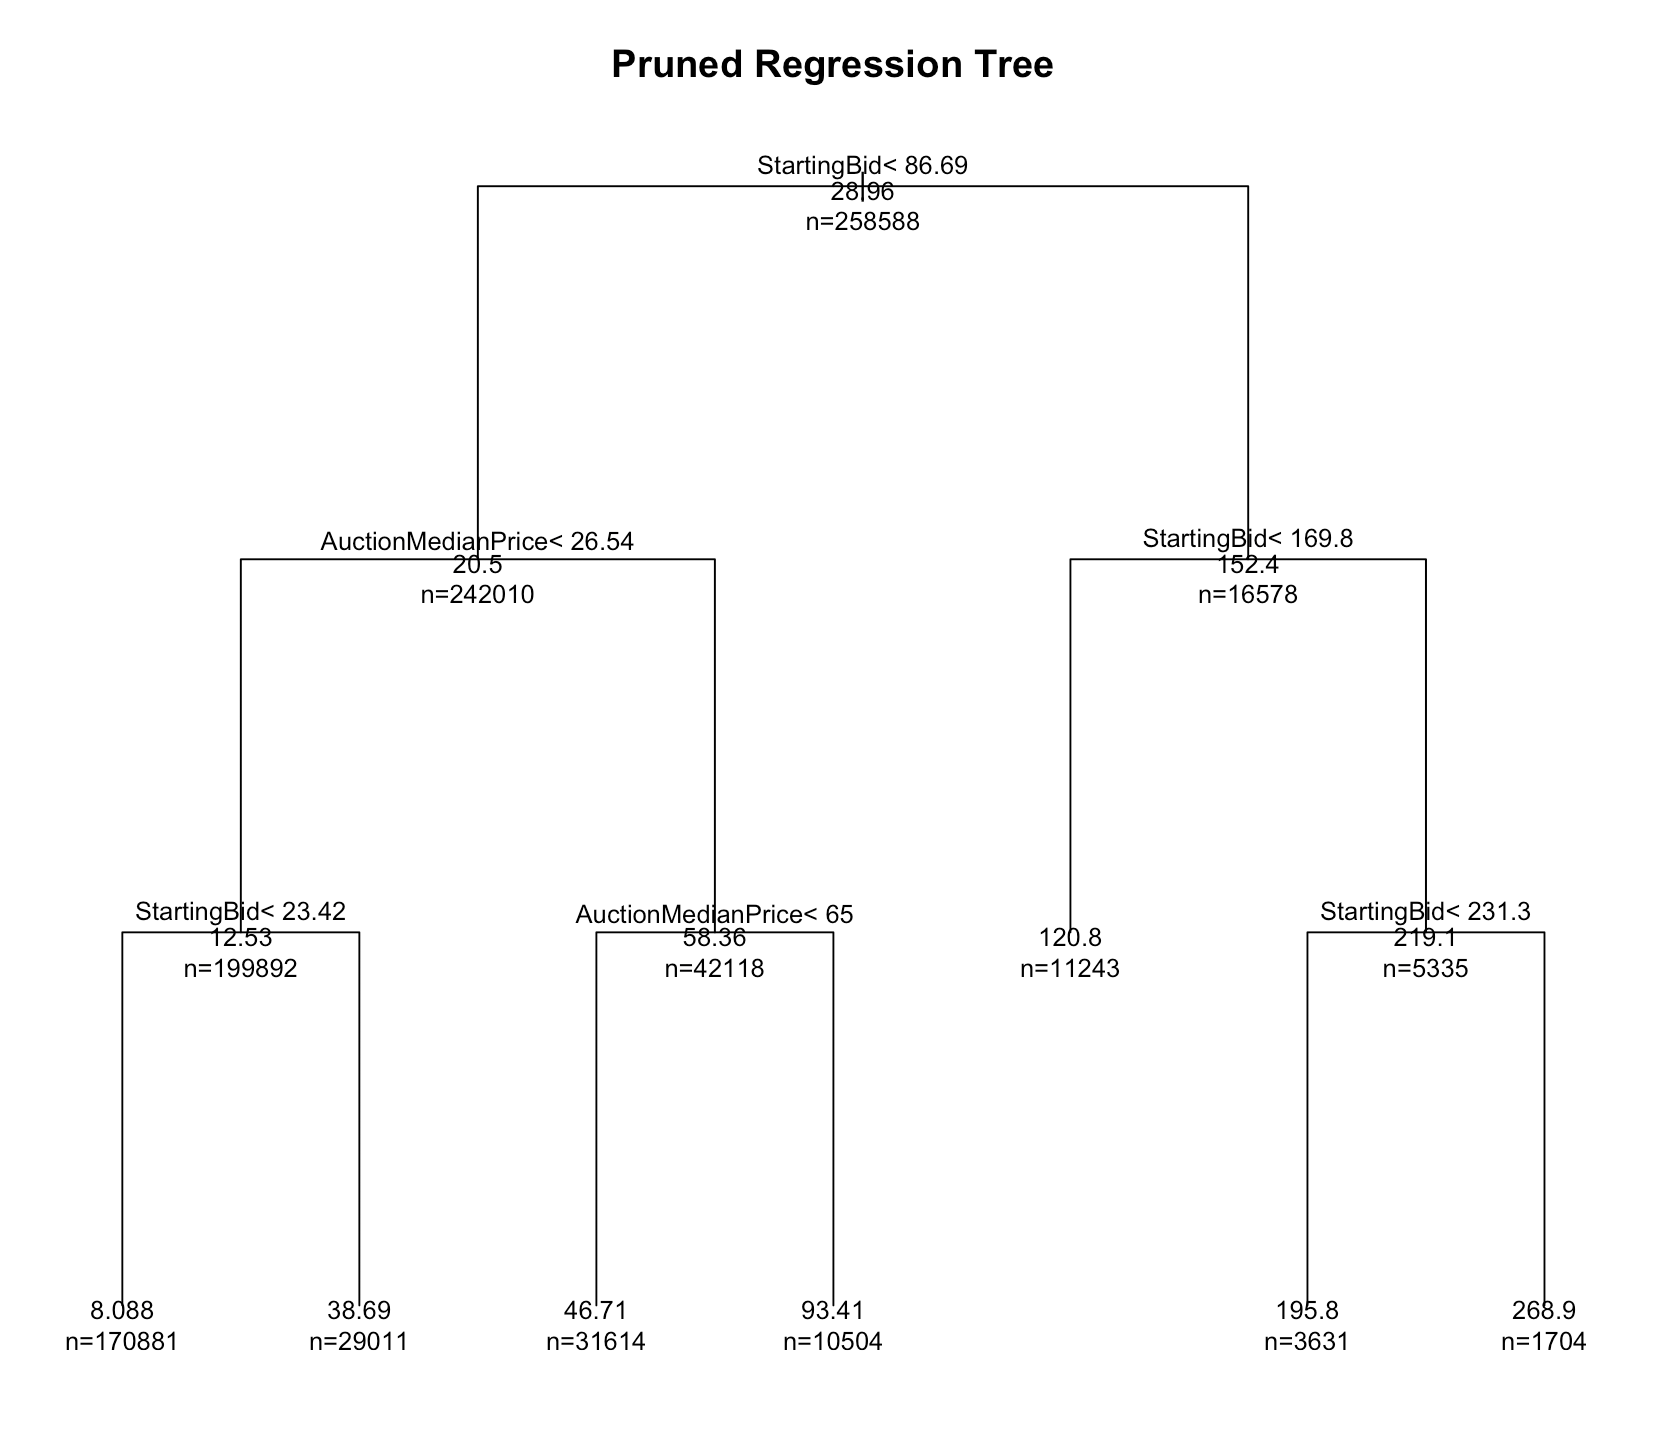 Pruned Regression Tree
StartingBid< 86.69
28.96
n=258588
AuctionMedianPrice< 26.54
20.5
n=242010
StartingBid< 169.8
152.4
n=16578
StartingBid< 23.42
12.53
n=199892
AuctionMedianPrice< 65
58.36
n=42118
120.8
n=11243
StartingBid< 231.3
219.1
n=5335
8.088
n=170881
38.69
n=29011
46.71
n=31614
93.41
n=10504
195.8
n=3631
268.9
n=1704